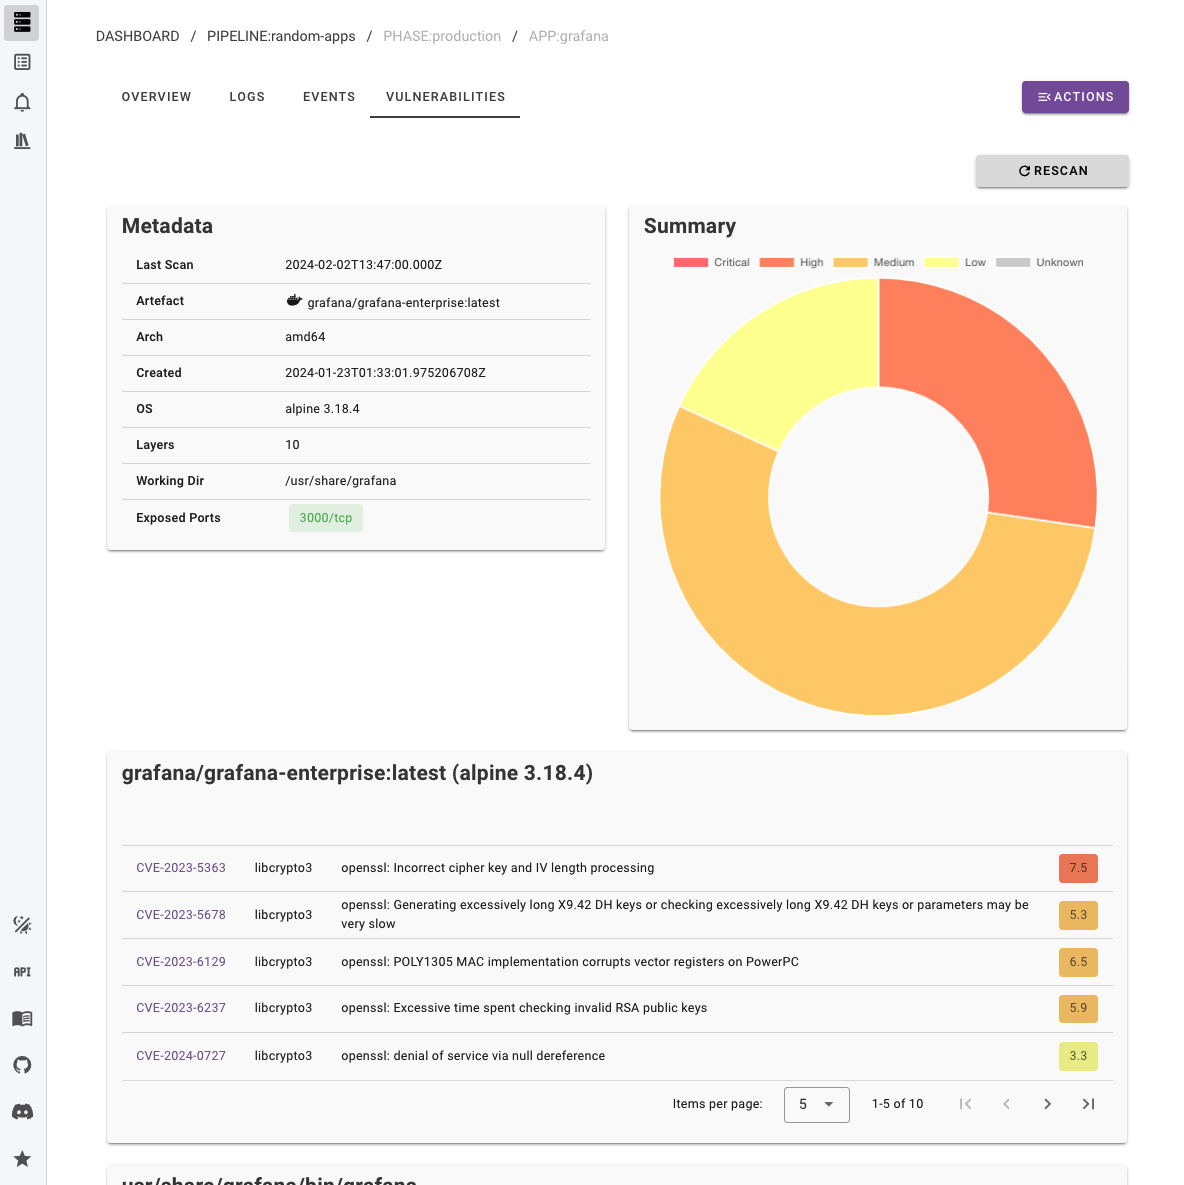 DASHBOARD / PIPELINE:random-apps / PHASE:production / APP:grafana
OVERVIEW LOGS EVENTS VULNERABILITIES ACTIONS
RESCAN
Metadata
Last Scan 2024-02-02T13:47:00.000Z
Artefact grafana/grafana-enterprise:latest
Arch amd64
Created 2024-01-23T01:33:01.975206708Z
OS alpine 3.18.4
Layers 10
Working Dir /usr/share/grafana
Exposed Ports 3000/tcp
Summary
Critical High Medium Low Unknown
grafana/grafana-enterprise:latest (alpine 3.18.4)
CVE-2023-5363 libcrypto3 openssl: Incorrect cipher key and IV length processing 7.5
CVE-2023-5678 libcrypto3 openssl: Generating excessively long X9.42 DH keys or checking excessively long X9.42 DH keys or parameters may be 5.3
very slow
CVE-2023-6129 libcrypto3 openssl: POLY1305 MAC implementation corrupts vector registers on PowerPC 6.5
CVE-2023-6237 libcrypto3 openssl: Excessive time spent checking invalid RSA public keys 5.9
CVE-2024-0727 libcrypto3 openssl: denial of service via null dereference 3.3
Items per page: 5 1-5 of 10
API
usr/share/grafana/bin/grafana